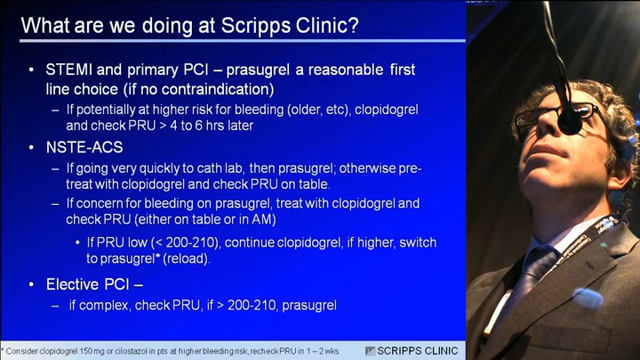 What are we doing at Scripps Clinic?
• STEMI and primary PCI – prasugrel a reasonable first
line choice (if no contraindication)
– If potentially at higher risk for bleeding (older, etc), clopidogrel
and check PRU > 4 to 6 hrs later
• NSTE-ACS
– If going very quickly to cath lab, then prasugrel; otherwise pre-
treat with clopidogrel and check PRU on table.
– If concern for bleeding on prasugrel, treat with clopidogrel and
check PRU (either on table or in AM)
• If PRU low (< 200-210), continue clopidogrel, if higher, switch
to prasugrel* (reload).
• Elective PCI –
– if complex, check PRU, if > 200-210, prasugrel
* Consider clopidogrel 150 mg or cilostazol in pts at higher bleeding risk, recheck PRU in 1 – 2 wks
SCRIPPS CLINIC